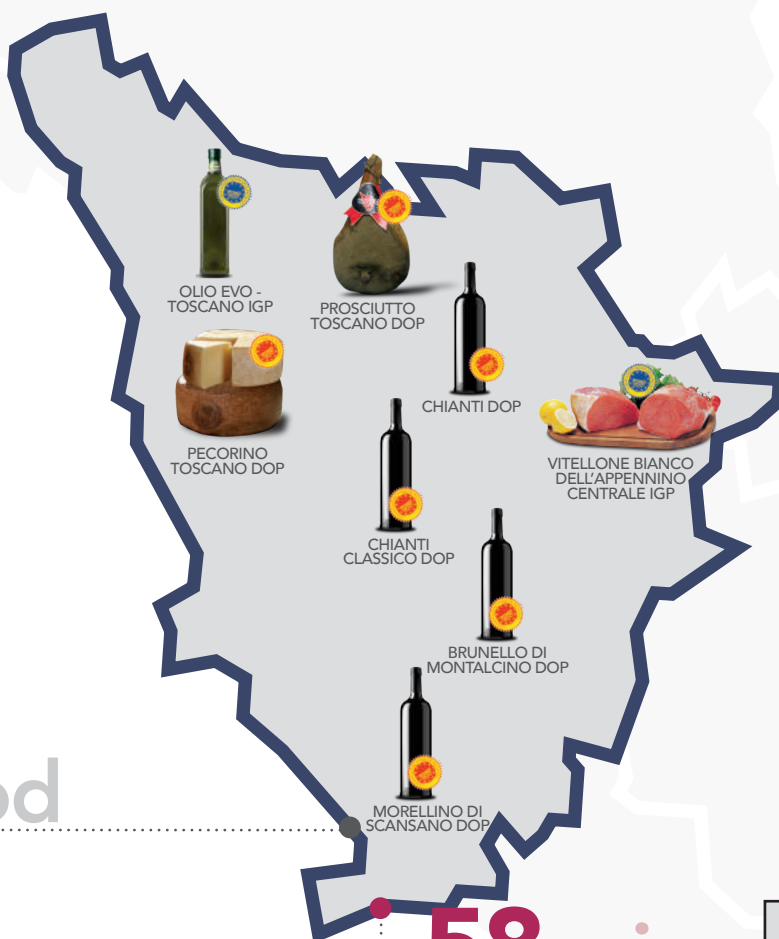 OLIO EVO -
TOSCANO IGP
PROSCIUTTO
TOSCANO DOP
CHIANTI DOP
PECORINO
TOSCANO DOP
VITELLONE BIANCO
DELL'APPENNINO
CENTRALE IGP
CHIANTI
CLASSICO DOP
BRUNELLO DI
MONTALCINO DOP
MORELLINO DI
SCANSANO DOP
58